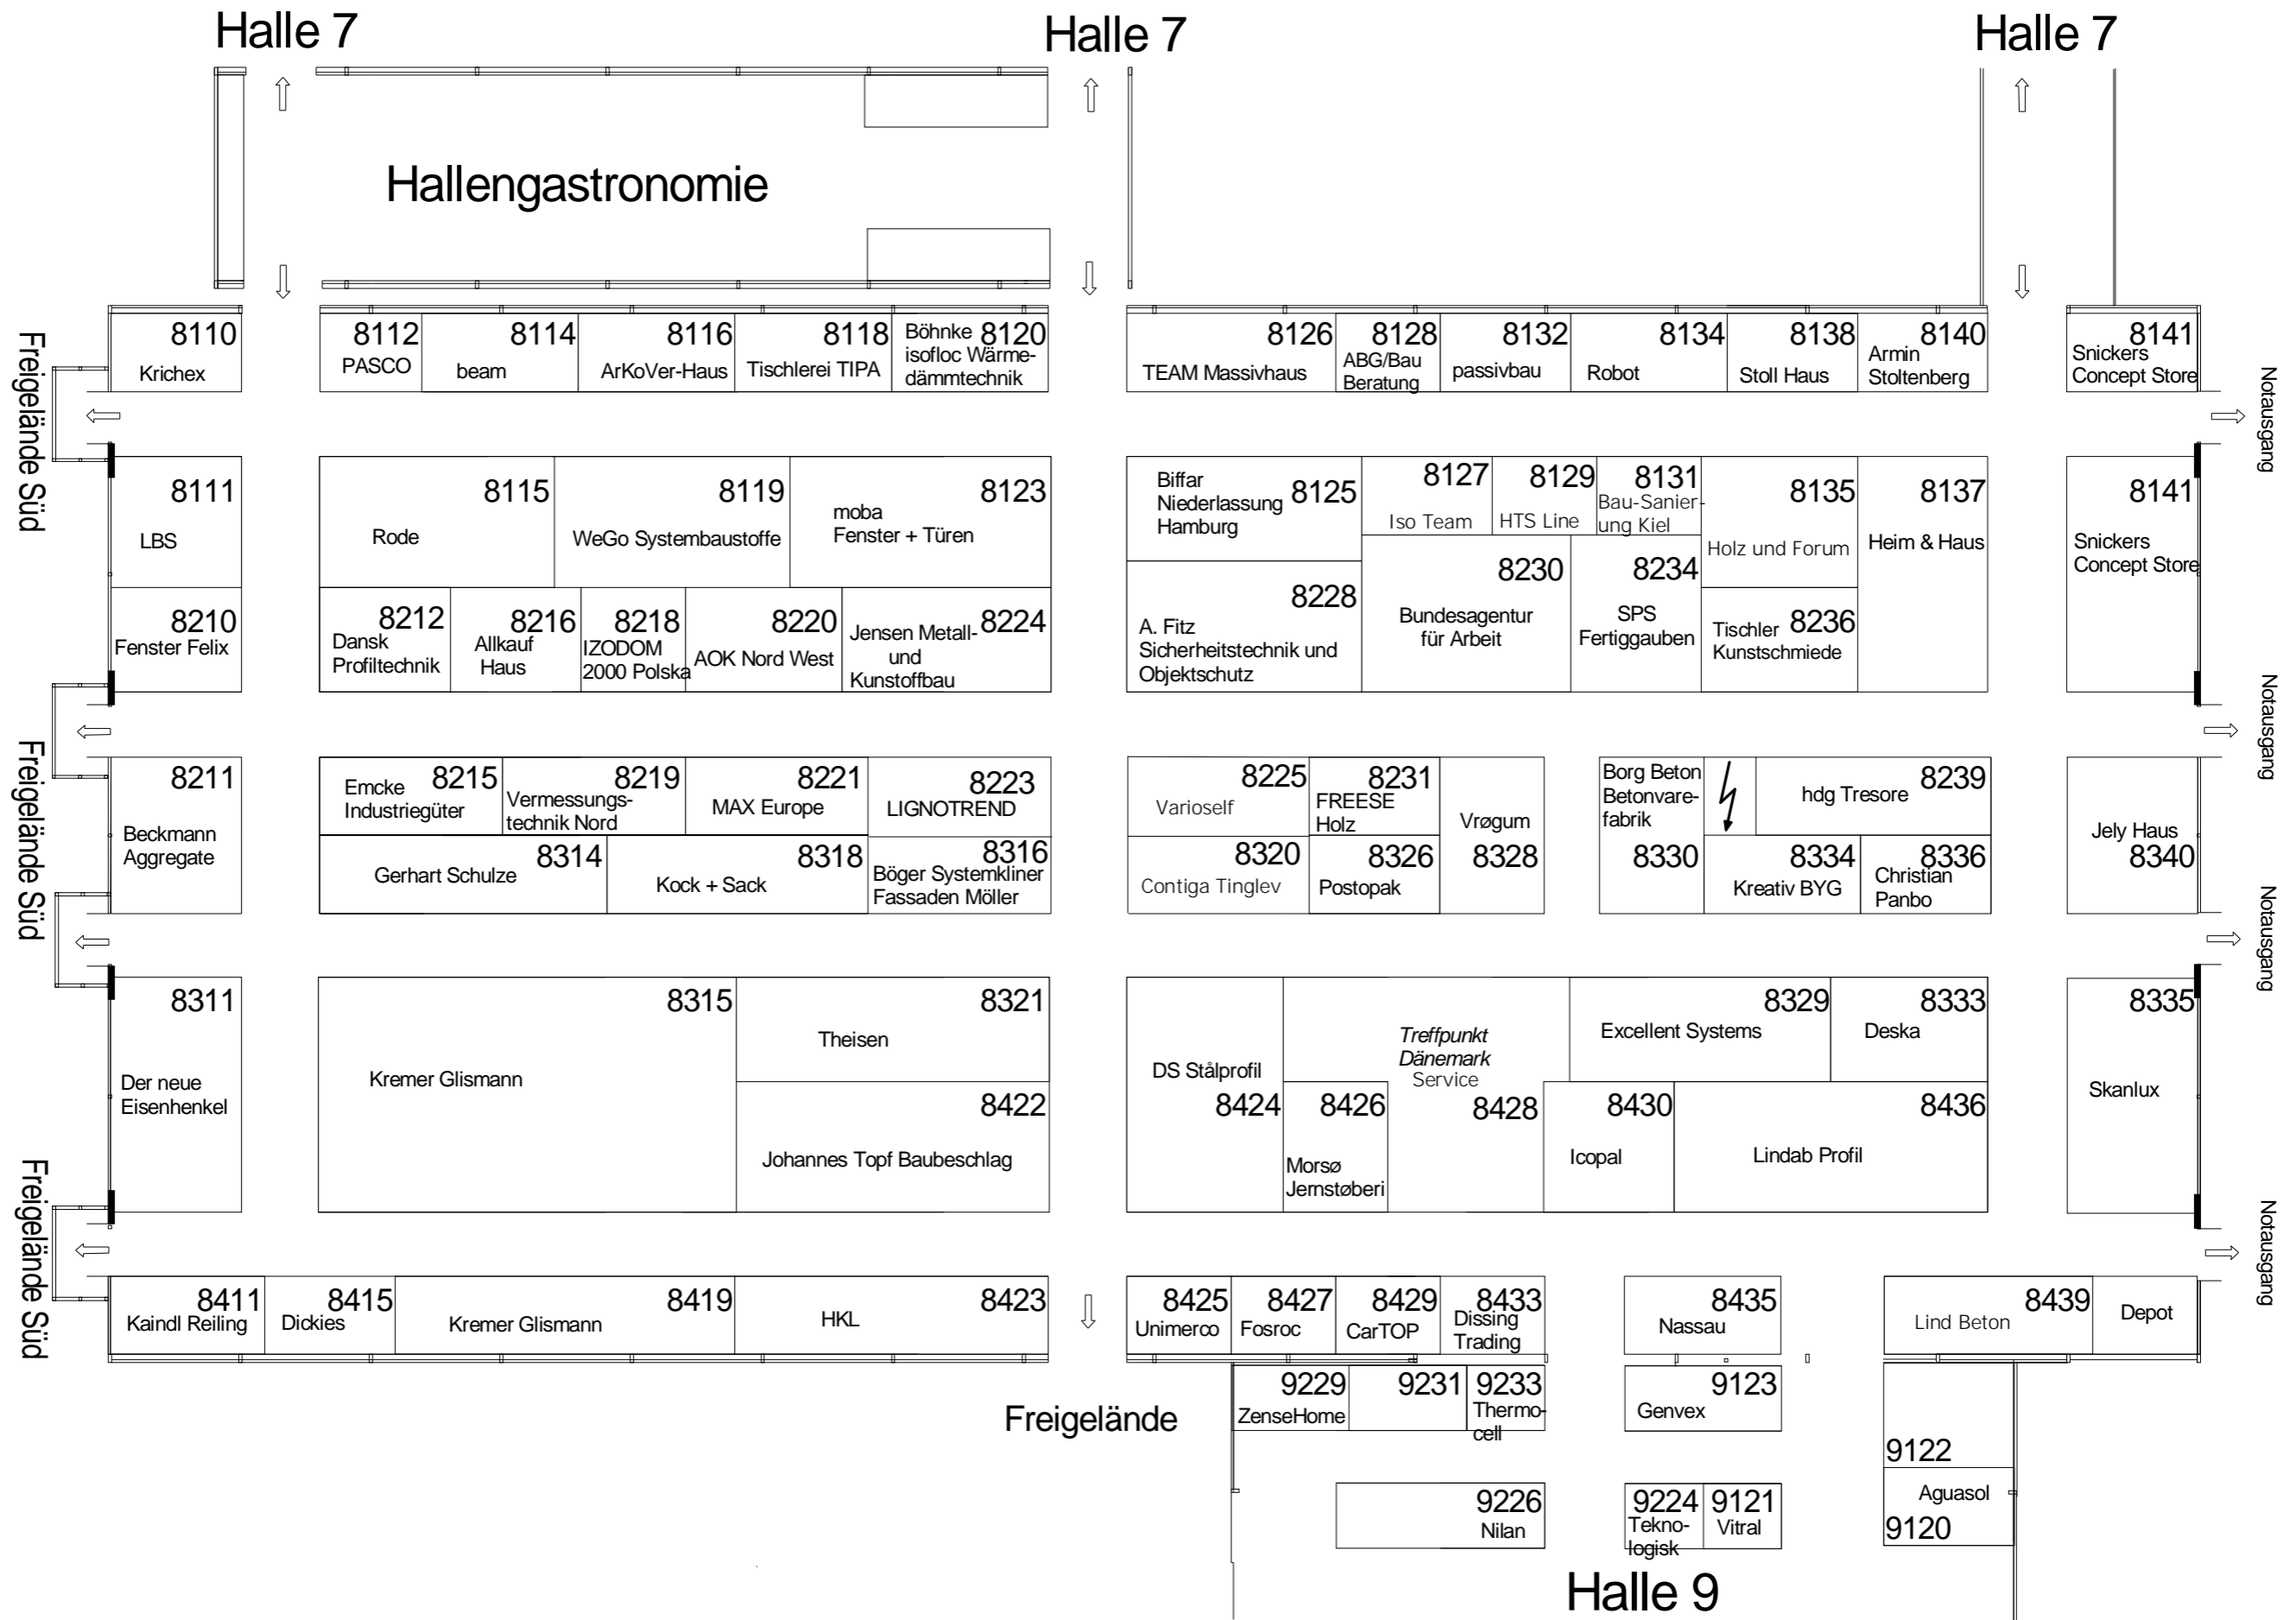 Halle 7
Halle 7
Halle 7
Hallengastronomie
Freigelände Süd
8110
Krichex
8112
PASCO
8114
beam
8116
ArKoVer-Haus
8118
Tischlerei TIPA
Böhnke 8120
isofloc Wärme-
dämmtechnik
8126
TEAM Massivhaus
8128
ABG/Bau
Beratung
8132
passivbau
8134
Robot
8138
Stoll Haus
8140
Armin
Stoltenberg
8141
Snickers
Concept Store
Notausgang
8111
LBS
8115
Rode
8119
WeGo Systembaustoffe
8123
moba
Fenster + Türen
Biffar
Niederlassung 8125
Hamburg
8127
Iso Team
8129
HTS Line
8131
Bau-Sanier-
ung Kiel
8135
Holz und Forum
8137
Heim & Haus
8141
Snickers
Concept Store
8210
Fenster Felix
8212
Dansk
Profiltechnik
8216
Allkauf
Haus
8218
IZODOM
2000 Polska
8220
AOK Nord West
Jensen Metall- 8224
und
Kunstoffbau
8228
A. Fitz
Sicherheitstechnik und
Objektschutz
8230
Bundesagentur
für Arbeit
8234
SPS
Fertiggauben
Tischler 8236
Kunstschmiede
Notausgang
Freigelände Süd
8211
Beckmann
Aggregate
Emcke 8215
Industriegüter
8219
Vermessungs-
technik Nord
8221
MAX Europe
8223
LIGNOTREND
8225
Varioself
8231
FREESE
Holz
Vrøgum
8328
Borg Beton
Betonvare-
fabrik
8330
8239
hdg Tresore
Jely Haus
8340
8314
Gerhart Schulze
8318
Kock + Sack
8316
Böger Systemkliner
Fassaden Möller
8320
Contiga Tinglev
8326
Postopak
8334
Kreativ BYG
8336
Christian
Panbo
Notausgang
8311
Der neue
Eisenhenkel
8315
Kremer Glismann
8321
Theisen
8422
Johannes Topf Baubeschlag
DS Stålprofil
8424
Treffpunkt
Dänemark
Service
8428
8426
Morsø
Jernstøberi
8329
Excellent Systems
8333
Deska
8430
Icopal
8436
Lindab Profil
8335
Skanlux
Freigelände Süd
Notausgang
8411
Kaindl Reiling
8415
Dickies
8419
Kremer Glismann
8423
HKL
8425
Unimerco
8427
Fosroc
8429
CarTOP
8433
Dissing
Trading
8435
Nassau
8439
Lind Beton
Depot
Freigelände
9229
ZenseHome
9231
9233
Thermo-
cell
9123
Genvex
9122
9226
Nilan
9224
Tekno-
logisk
9121
Vitral
Aguasol
9120
Halle 9